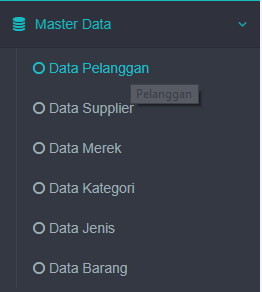 Master Data
Data Pelanggan
Pelanggan
Data Supplier
Data Merek
Data Kategori
Data Jenis
Data Barang